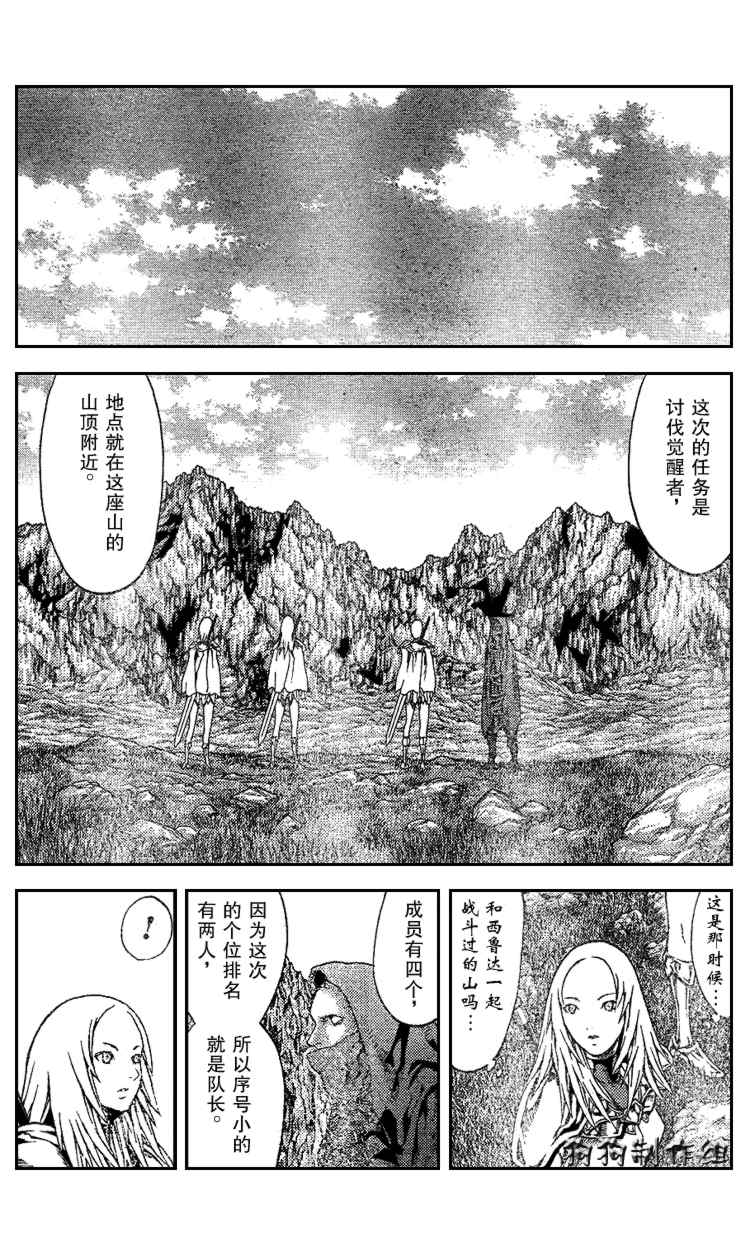 这次的任务是
讨伐觉醒者，
地点就在这座山的
山顶附近。
这是那时候…
和西鲁达一起
战斗过的山吗…
成员有四个，
因为这次
的个位排名
有两人，
所以序号小的
就是队长。
！
狗狗制作组